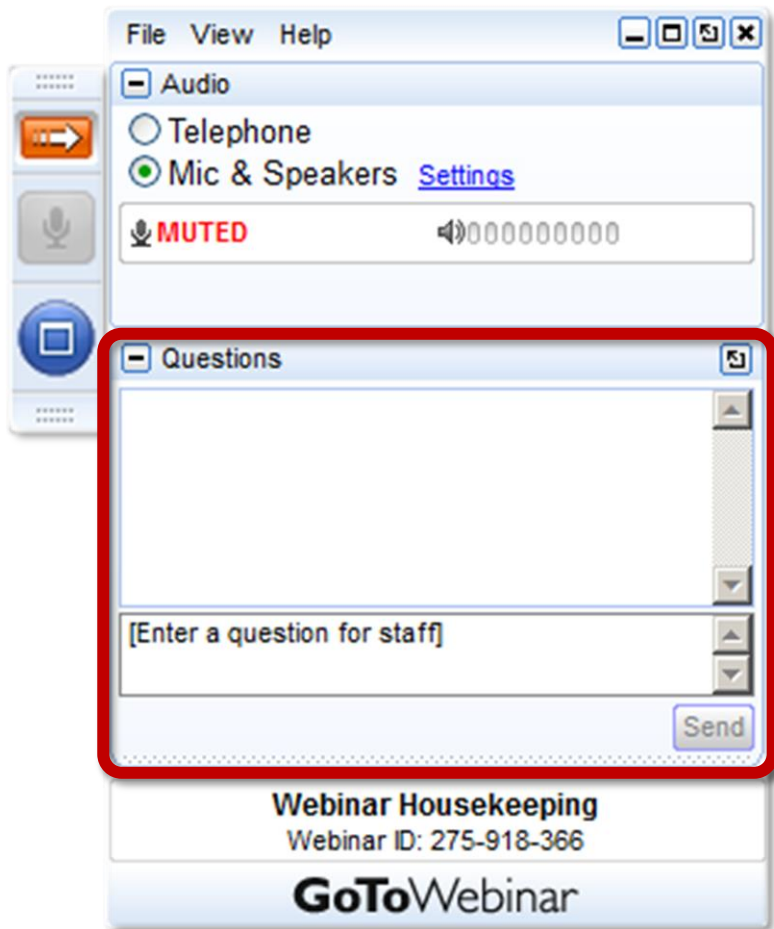 File View Help
Audio
Telephone
Mic & Speakers Settings
MUTED 000000000
Questions
[Enter a question for staff]
Send
Webinar Housekeeping
Webinar ID: 275-918-366
GoToWebinar